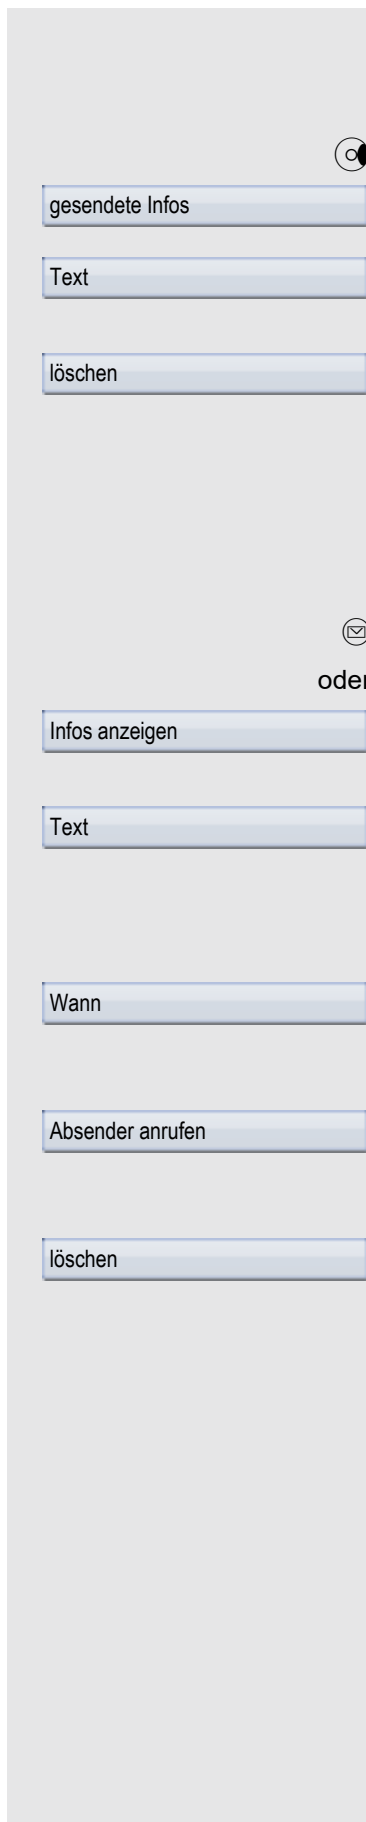 gesendete Infos
Text
löschen
oder
Infos anzeigen
Text
Wann
Absender anrufen
löschen